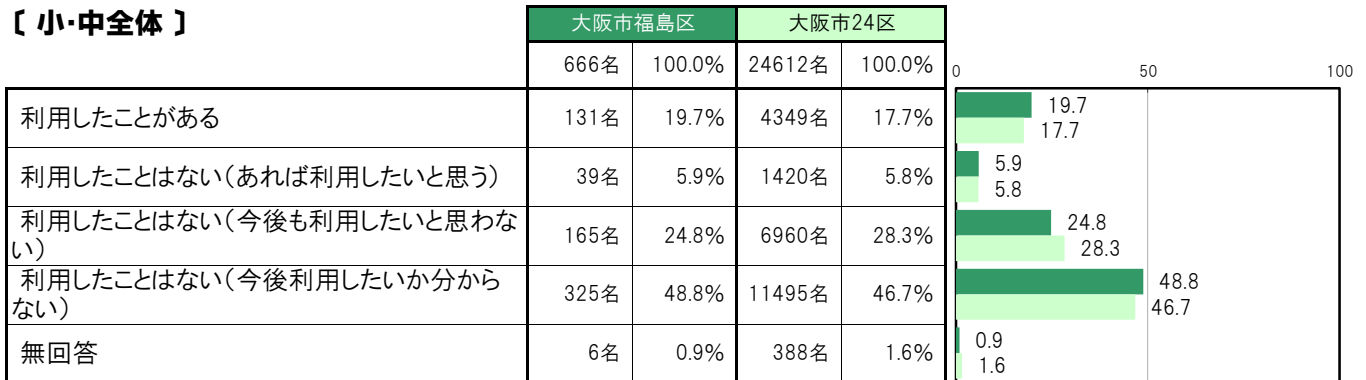 〔 小・中全体 〕
大阪市福島区 大阪市24区
666名 100.0% 24612名 100.0%
0 50 100
利用したことがある 131名 19.7% 4349名 17.7%
19.7
17.7
利用したことはない（あれば利用したいと思う） 39名 5.9% 1420名 5.8%
5.9
5.8
利用したことはない（今後も利用したいと思わな
い） 165名 24.8% 6960名 28.3%
24.8
28.3
利用したことはない（今後利用したいか分から
ない） 325名 48.8% 11495名 46.7%
48.8
46.7
無回答 6名 0.9% 388名 1.6%
0.9
1.6